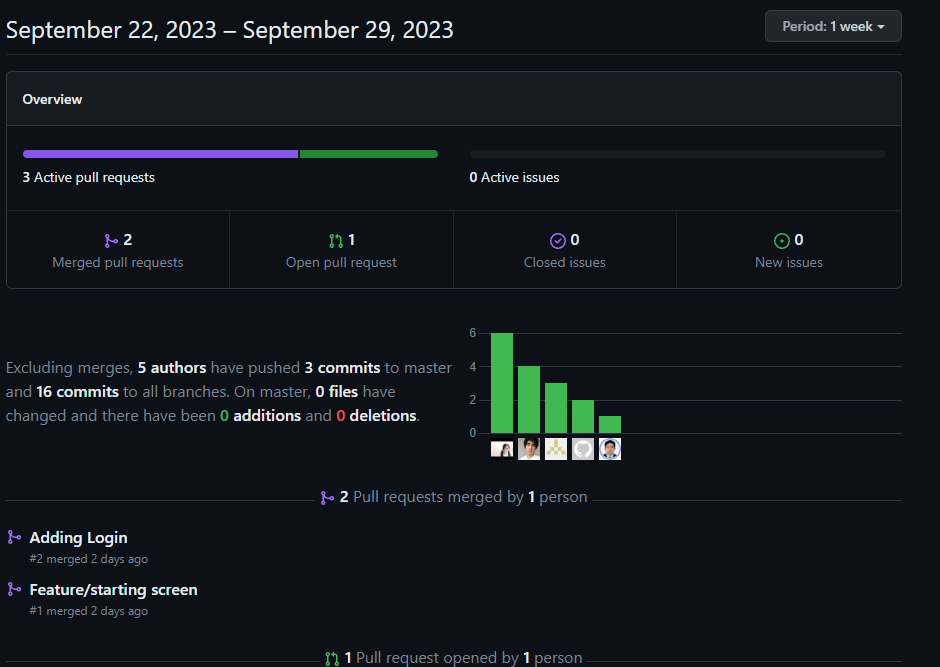 September 22, 2023 – September 29, 2023
Period: 1 week
Overview
3 Active pull requests
0 Active issues
2
Merged pull requests
1
Open pull request
0
Closed issues
0
New issues
Excluding merges, 5 authors have pushed 3 commits to master
and 16 commits to all branches. On master, 0 files have
changed and there have been 0 additions and 0 deletions.
6
4
2
0
2 Pull requests merged by 1 person
Adding Login
#2 merged 2 days ago
Feature/starting screen
#1 merged 2 days ago
1 Pull request opened by 1 person